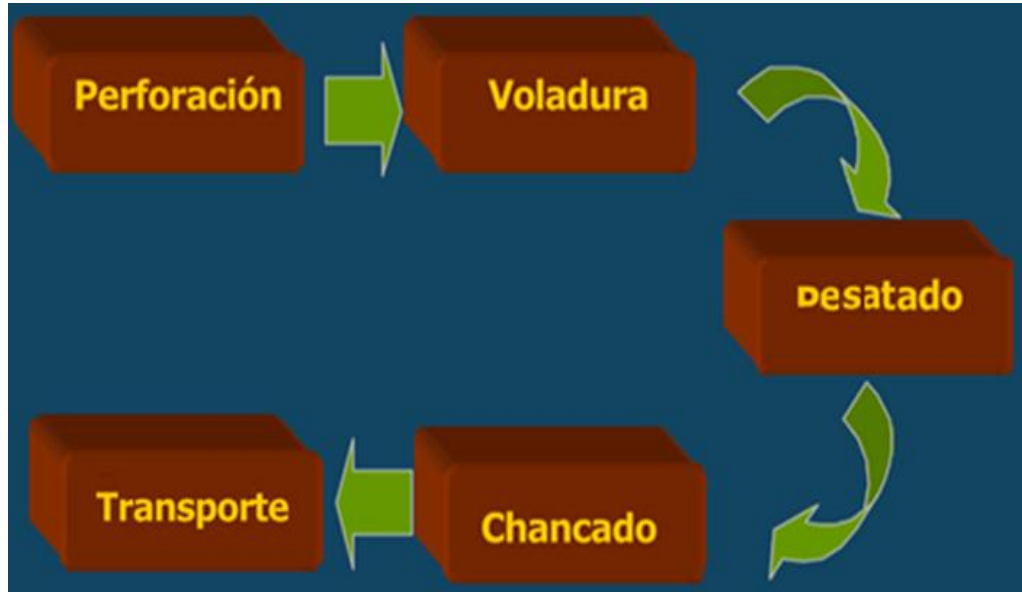 Perforación
Voladura
Desatado
Chancado
Transporte